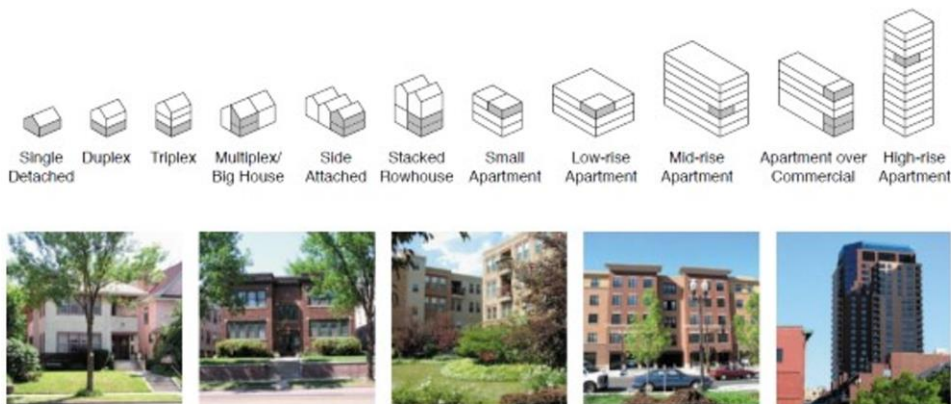 Single Detached
Duplex
Triplex
Multiplex/
Big House
Side
Attached
Stacked
Rowhouse
Small
Apartment
Low-rise
Apartment
Mid-rise
Apartment
Apartment over
Commercial
High-rise
Apartment